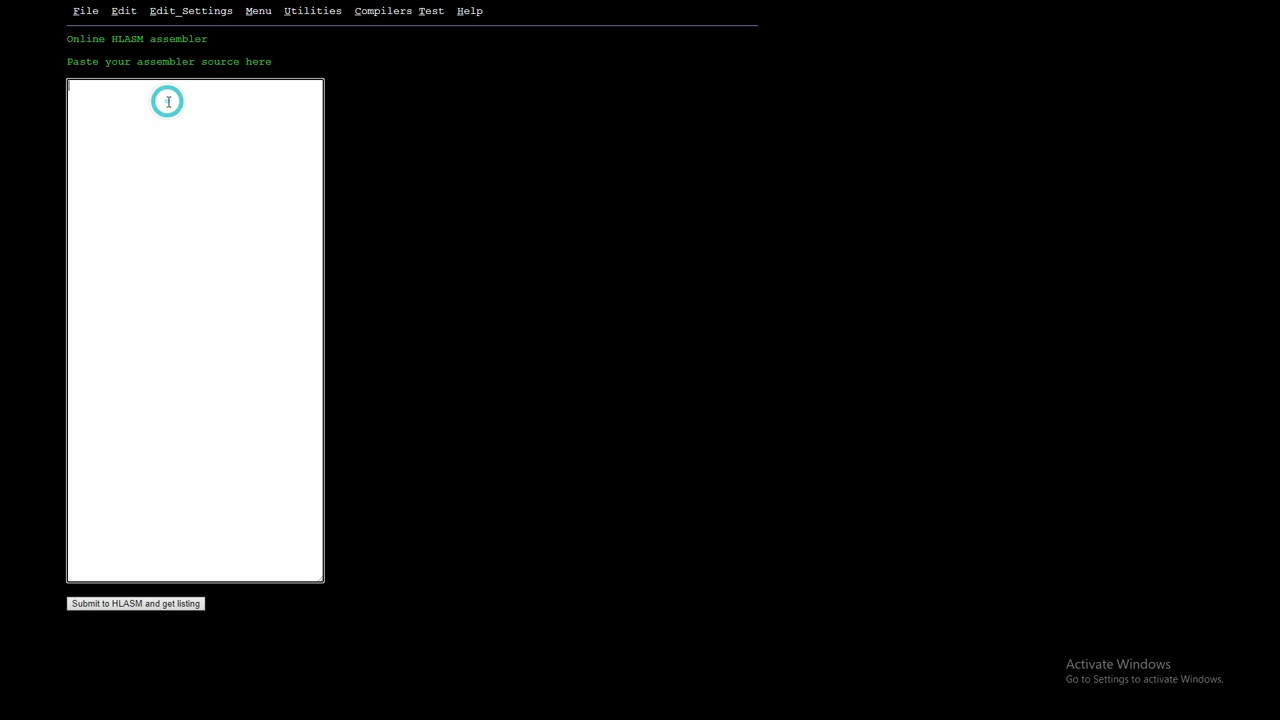 File Edit Edit_Settings Menu Utilities Compilers Test Help
Online HLASM assembler
Paste your assembler source here
Submit to HLASM and get listing
Activate Windows
Go to Settings to activate Windows.